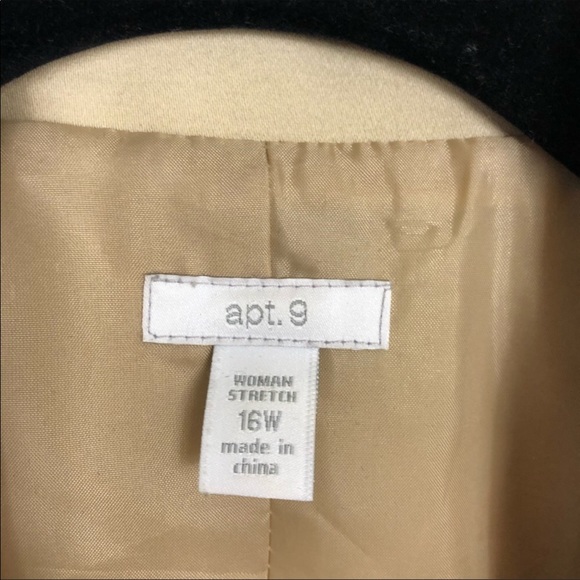 apt. 9
WOMAN
STRETCH
16W
made in
china